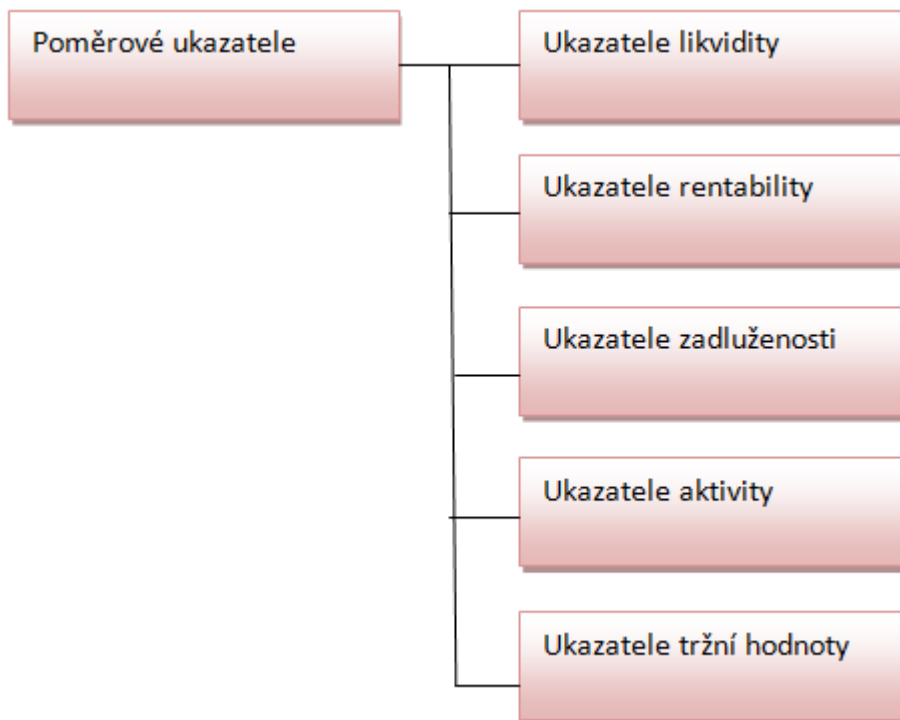 Poměrové ukazatele
Ukazatele likvidity
Ukazatele rentability
Ukazatele zadluženosti
Ukazatele aktivity
Ukazatele tržní hodnoty